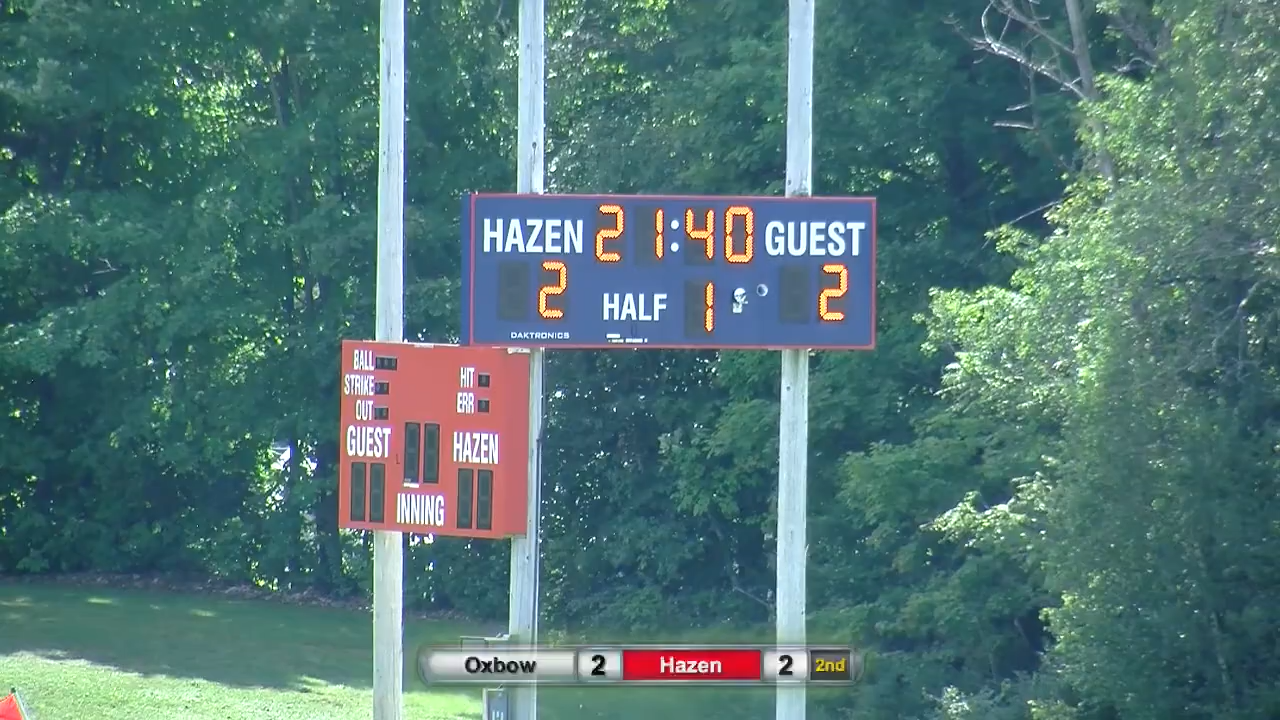 HAZEN 21:40 GUEST
2 HALF 1 2
DAKTRONICS
BALL
STRIKE
OUT
HIT
ERR
GUEST
HAZEN
INNING
Oxbow 2 Hazen 2 2nd